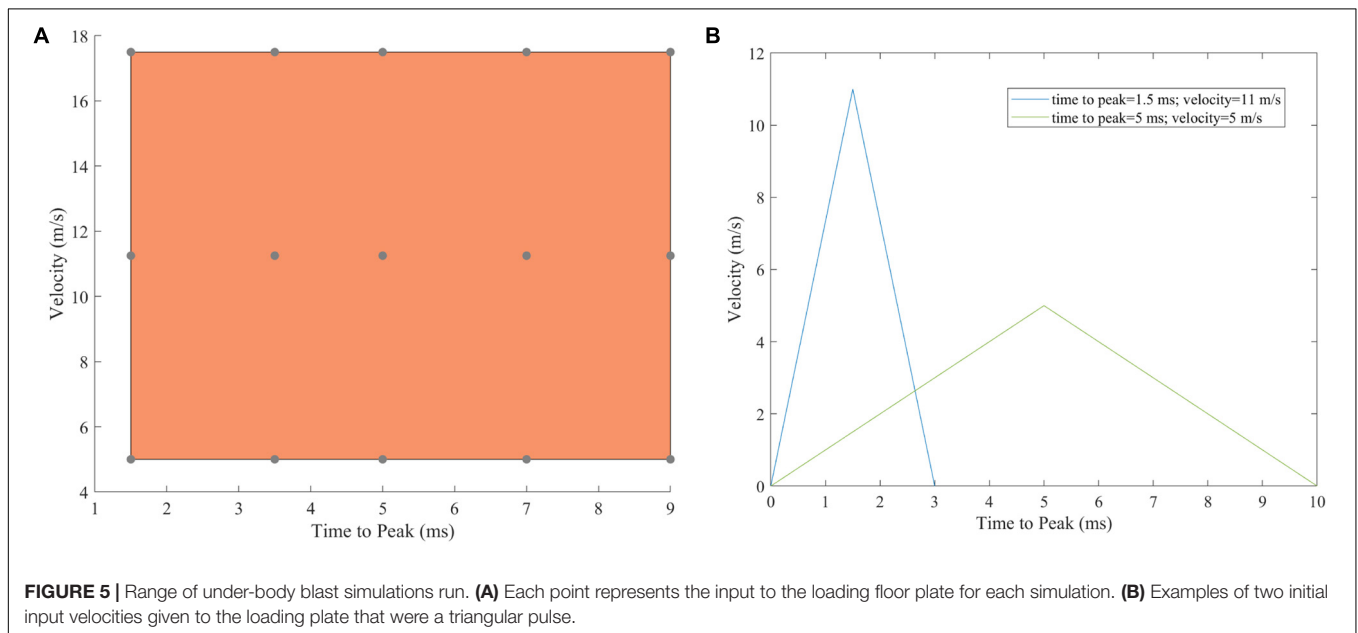 A
18
16
14
12
10
8
6
4
Velocity (m/s)
1 2 3 4 5 6 7 8 9
Time to Peak (ms)
B
12
10
8
6
4
2
0
Velocity (m/s)
time to peak=1.5 ms; velocity=11 m/s
time to peak=5 ms; velocity=5 m/s
0 1 2 3 4 5 6 7 8 9 10
Time to Peak (ms)
FIGURE 5 | Range of under-body blast simulations run. (A) Each point represents the input to the loading floor plate for each simulation. (B) Examples of two initial
input velocities given to the loading plate that were a triangular pulse.